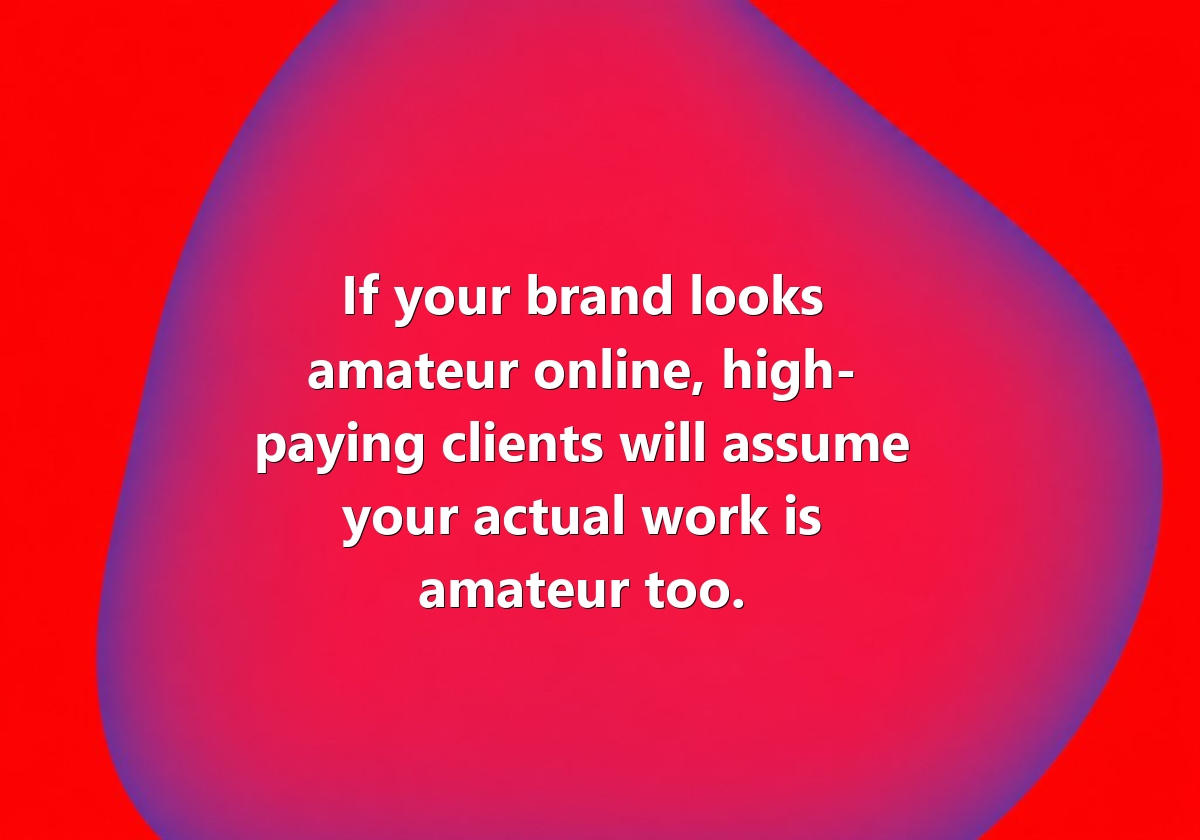 If your brand looks
amateur online, high-
paying clients will assume
your actual work is
amateur too.